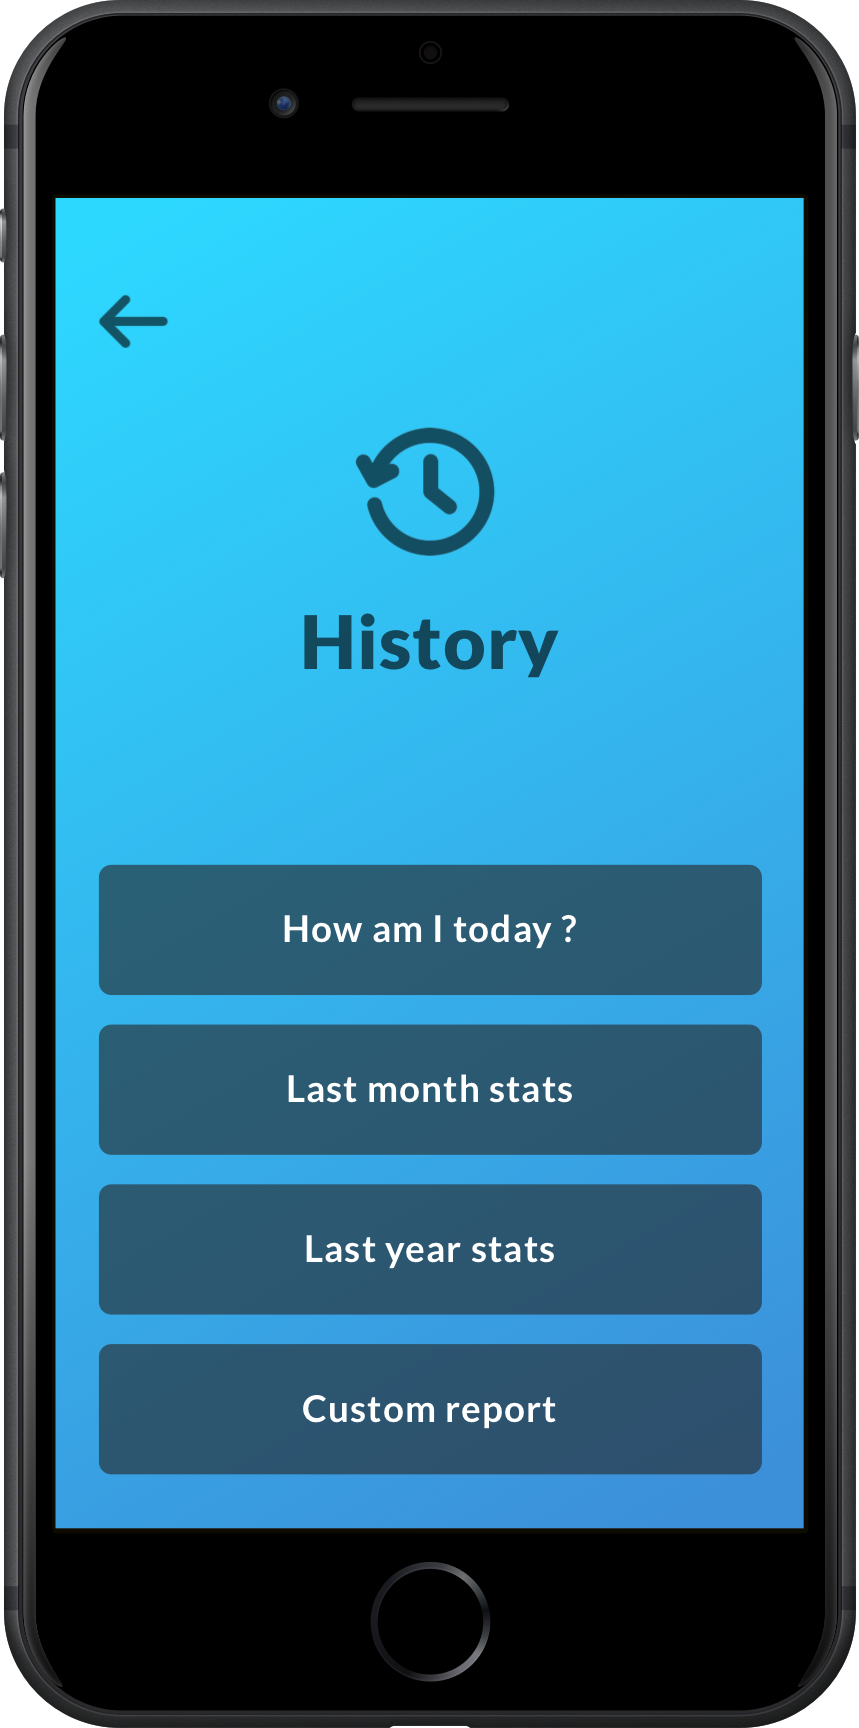 History
How am I today ?
Last month stats
Last year stats
Custom report